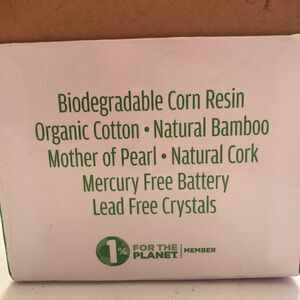 Biodegradable Corn Resin
Organic Cotton • Natural Bamboo
Mother of Pearl • Natural Cork
Mercury Free Battery
Lead Free Crystals
1% FOR THE PLANET MEMBER